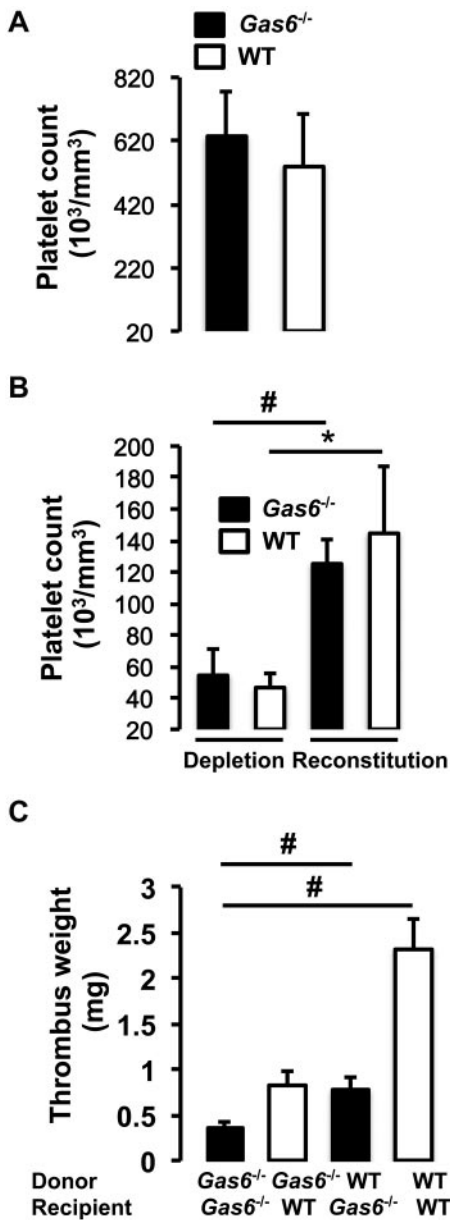 A
Gas6-/-
WT
Platelet count
(10³/mm³)
820
620
420
220
20
B
#
*
Platelet count
(10³/mm³)
200
180
160
140
120
100
80
60
40
20
Gas6-/-
WT
Depletion Reconstitution
C
#
#
Thrombus weight
(mg)
3
2.5
2
1.5
1
0.5
0
Donor Gas6-/- Gas6-/- WT WT
Recipient Gas6-/- WT Gas6-/- WT